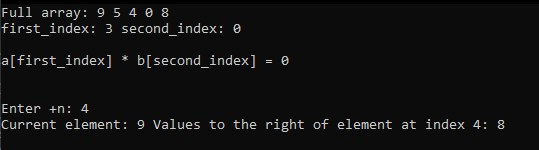 Full array: 9 5 4 0 8
first_index: 3 second_index: 0
a[first_index] * b[second_index] = 0
Enter +n: 4
Current element: 9 Values to the right of element at index 4: 8